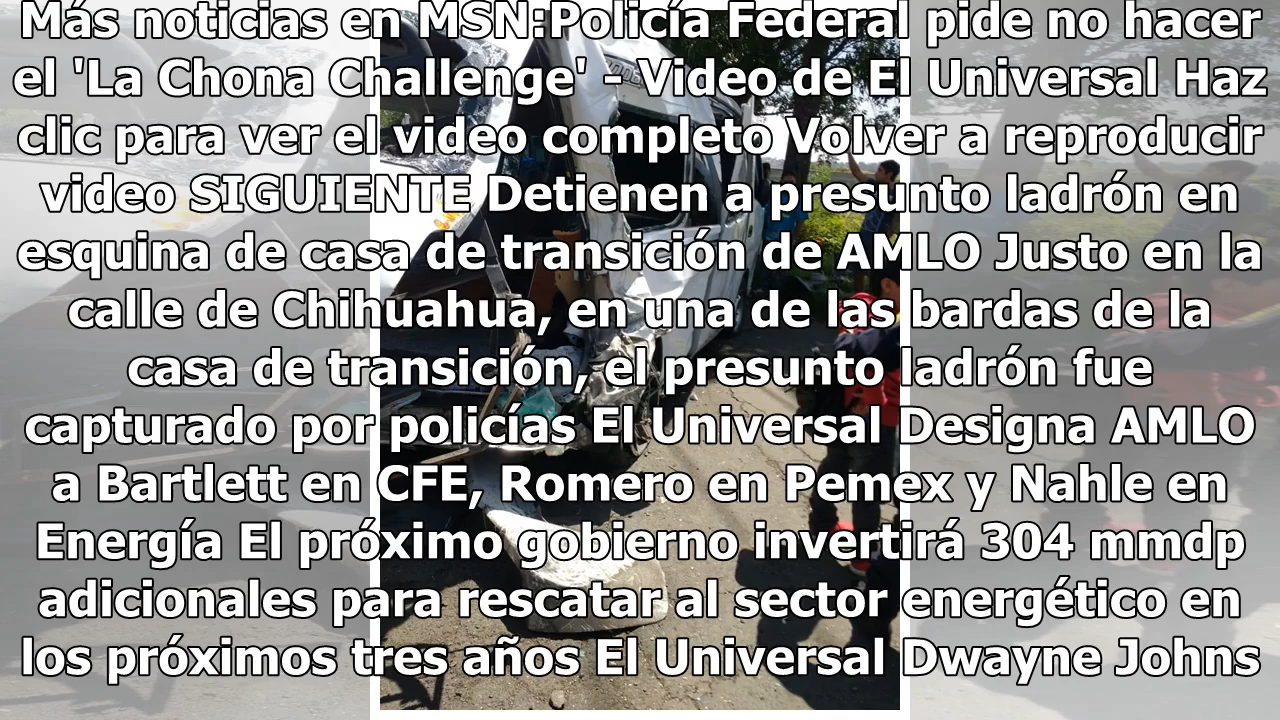 Más noticias en MSN:Policía Federal pide no hacer
el 'La Chona Challenge' - Video de El Universal Haz
clic para ver el video completo Volver a reproducir
video SIGUIENTE Detienen a presunto ladrón en
esquina de casa de transición de AMLO Justo en la
calle de Chihuahua, en una de las bardas de la
casa de transición, el presunto ladrón fue
capturado por policías El Universal Designa AMLO
a Bartlett en CFE, Romero en Pemex y Nahle en
Energía El próximo gobierno invertirá 304 mmdp
adicionales para rescatar al sector energético en
los próximos tres años El Universal Dwayne Johns